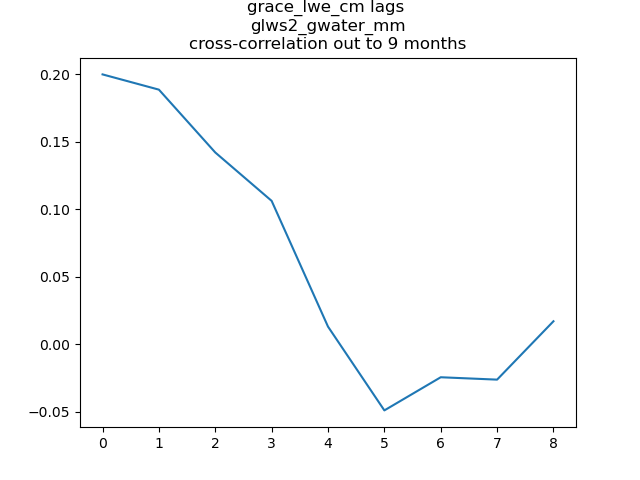 grace_lwe_cm lags
glws2_gwater_mm
cross-correlation out to 9 months
0.20
0.15
0.10
0.05
0.00
−0.05
0 1 2 3 4 5 6 7 8